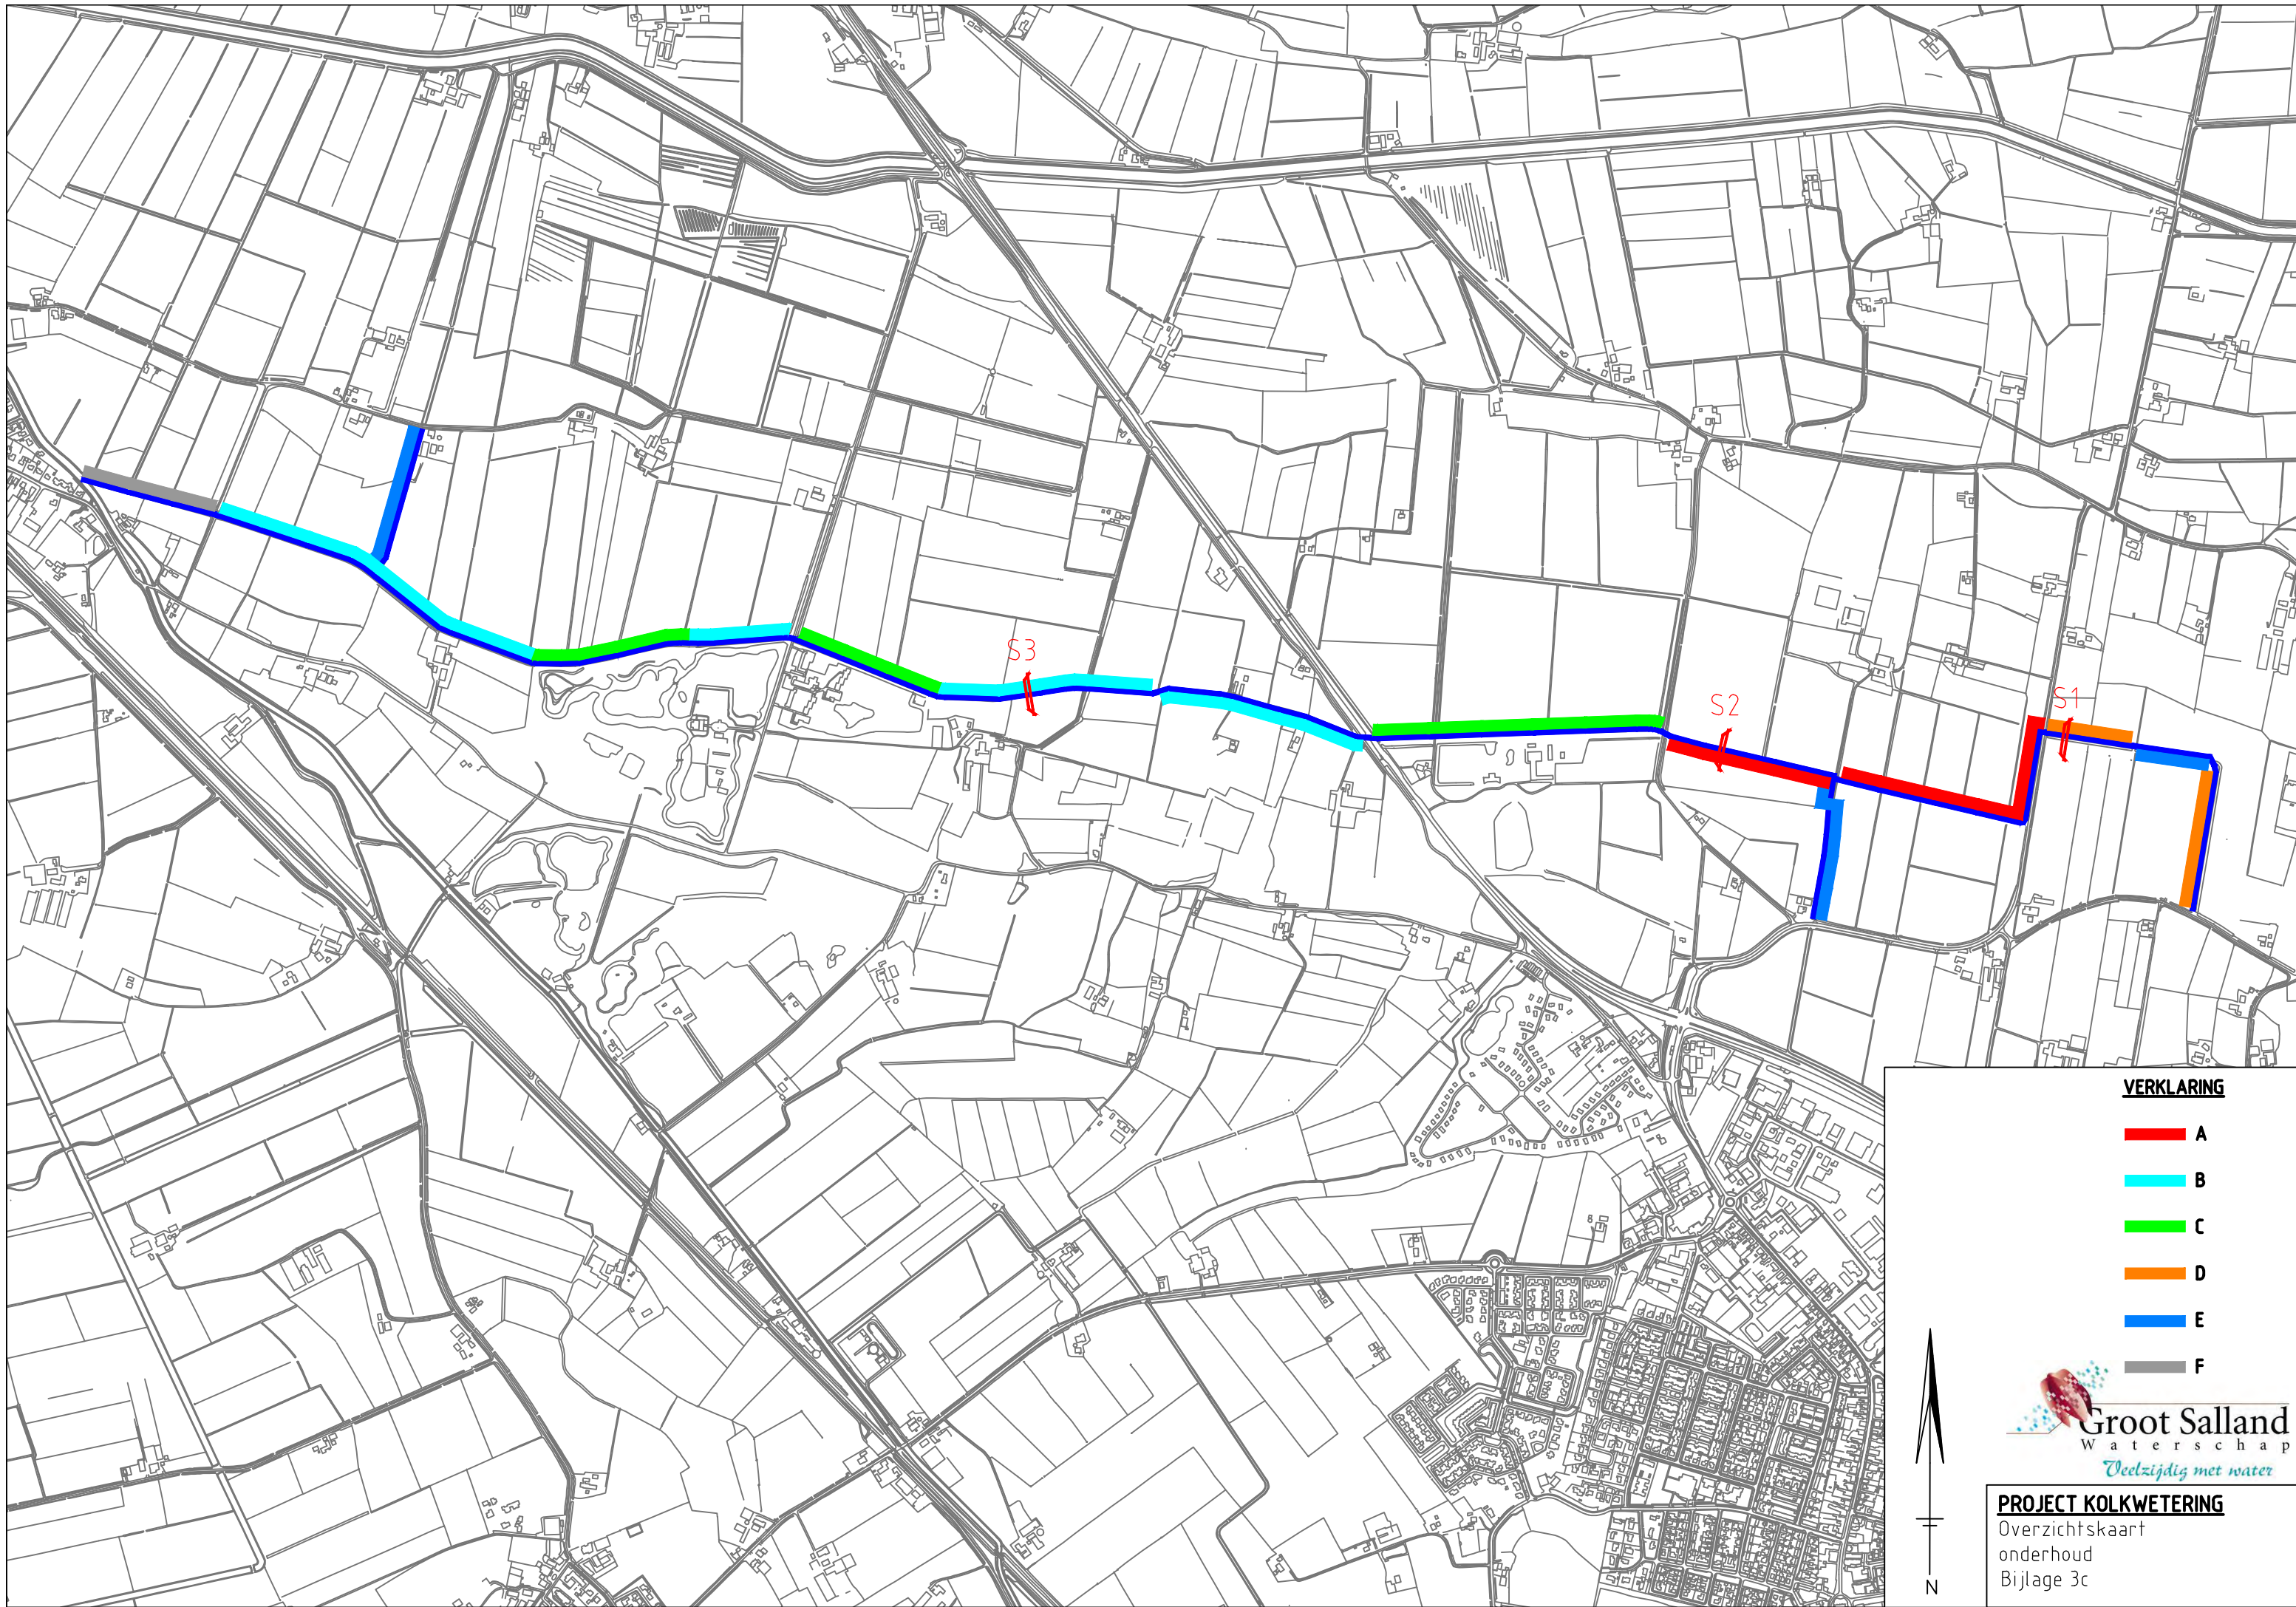 S3
S2
S1
VERKLARING
A
B
C
D
E
F
Groot Salland
Waterschap
Veelzijdig met water
PROJECT KOLKWETERING
Overzichtskaart
onderhoud
Bijlage 3c
N